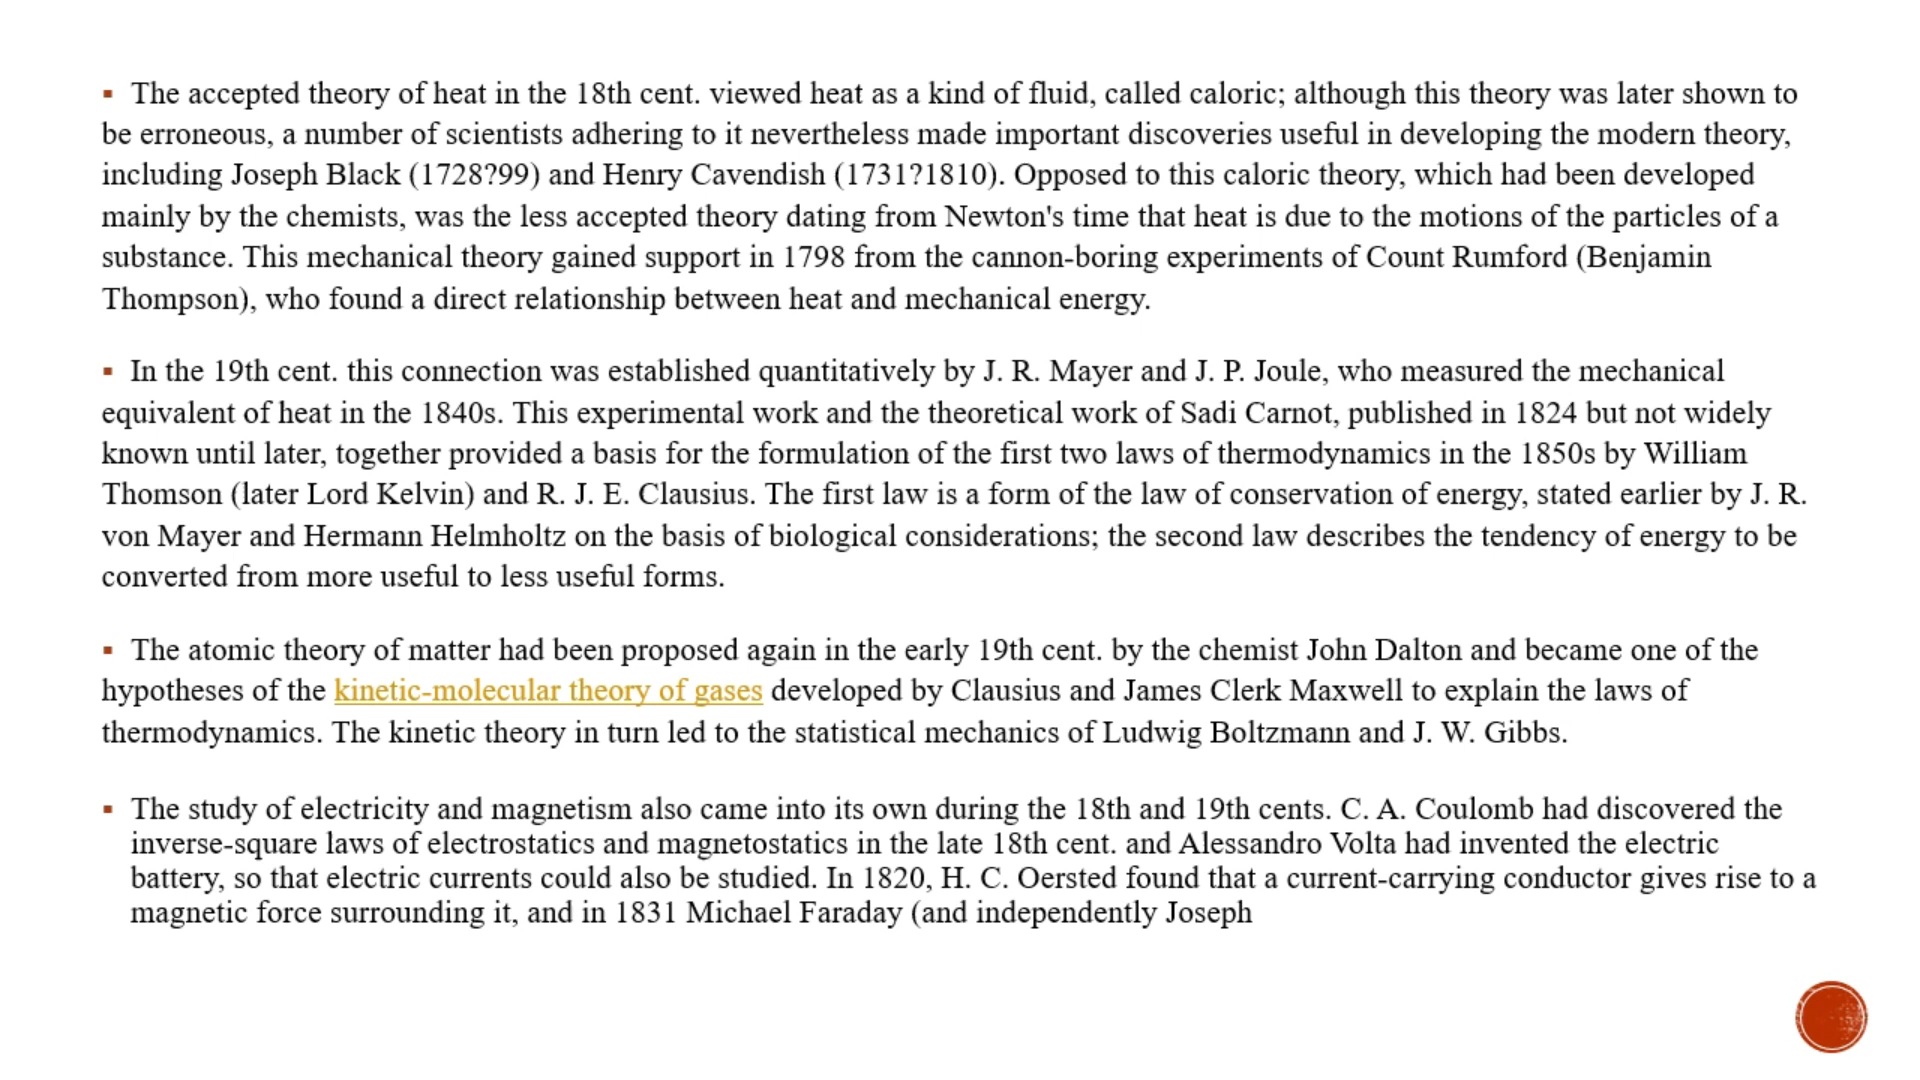 ▪ The accepted theory of heat in the 18th cent. viewed heat as a kind of fluid, called caloric; although this theory was later shown to
be erroneous, a number of scientists adhering to it nevertheless made important discoveries useful in developing the modern theory,
including Joseph Black (1728?99) and Henry Cavendish (1731?1810). Opposed to this caloric theory, which had been developed
mainly by the chemists, was the less accepted theory dating from Newton's time that heat is due to the motions of the particles of a
substance. This mechanical theory gained support in 1798 from the cannon-boring experiments of Count Rumford (Benjamin
Thompson), who found a direct relationship between heat and mechanical energy.
▪ In the 19th cent. this connection was established quantitatively by J. R. Mayer and J. P. Joule, who measured the mechanical
equivalent of heat in the 1840s. This experimental work and the theoretical work of Sadi Carnot, published in 1824 but not widely
known until later, together provided a basis for the formulation of the first two laws of thermodynamics in the 1850s by William
Thomson (later Lord Kelvin) and R. J. E. Clausius. The first law is a form of the law of conservation of energy, stated earlier by J. R.
von Mayer and Hermann Helmholtz on the basis of biological considerations; the second law describes the tendency of energy to be
converted from more useful to less useful forms.
▪ The atomic theory of matter had been proposed again in the early 19th cent. by the chemist John Dalton and became one of the
hypotheses of the kinetic-molecular theory of gases developed by Clausius and James Clerk Maxwell to explain the laws of
thermodynamics. The kinetic theory in turn led to the statistical mechanics of Ludwig Boltzmann and J. W. Gibbs.
▪ The study of electricity and magnetism also came into its own during the 18th and 19th cents. C. A. Coulomb had discovered the
inverse-square laws of electrostatics and magnetostatics in the late 18th cent. and Alessandro Volta had invented the electric
battery, so that electric currents could also be studied. In 1820, H. C. Oersted found that a current-carrying conductor gives rise to a
magnetic force surrounding it, and in 1831 Michael Faraday (and independently Joseph